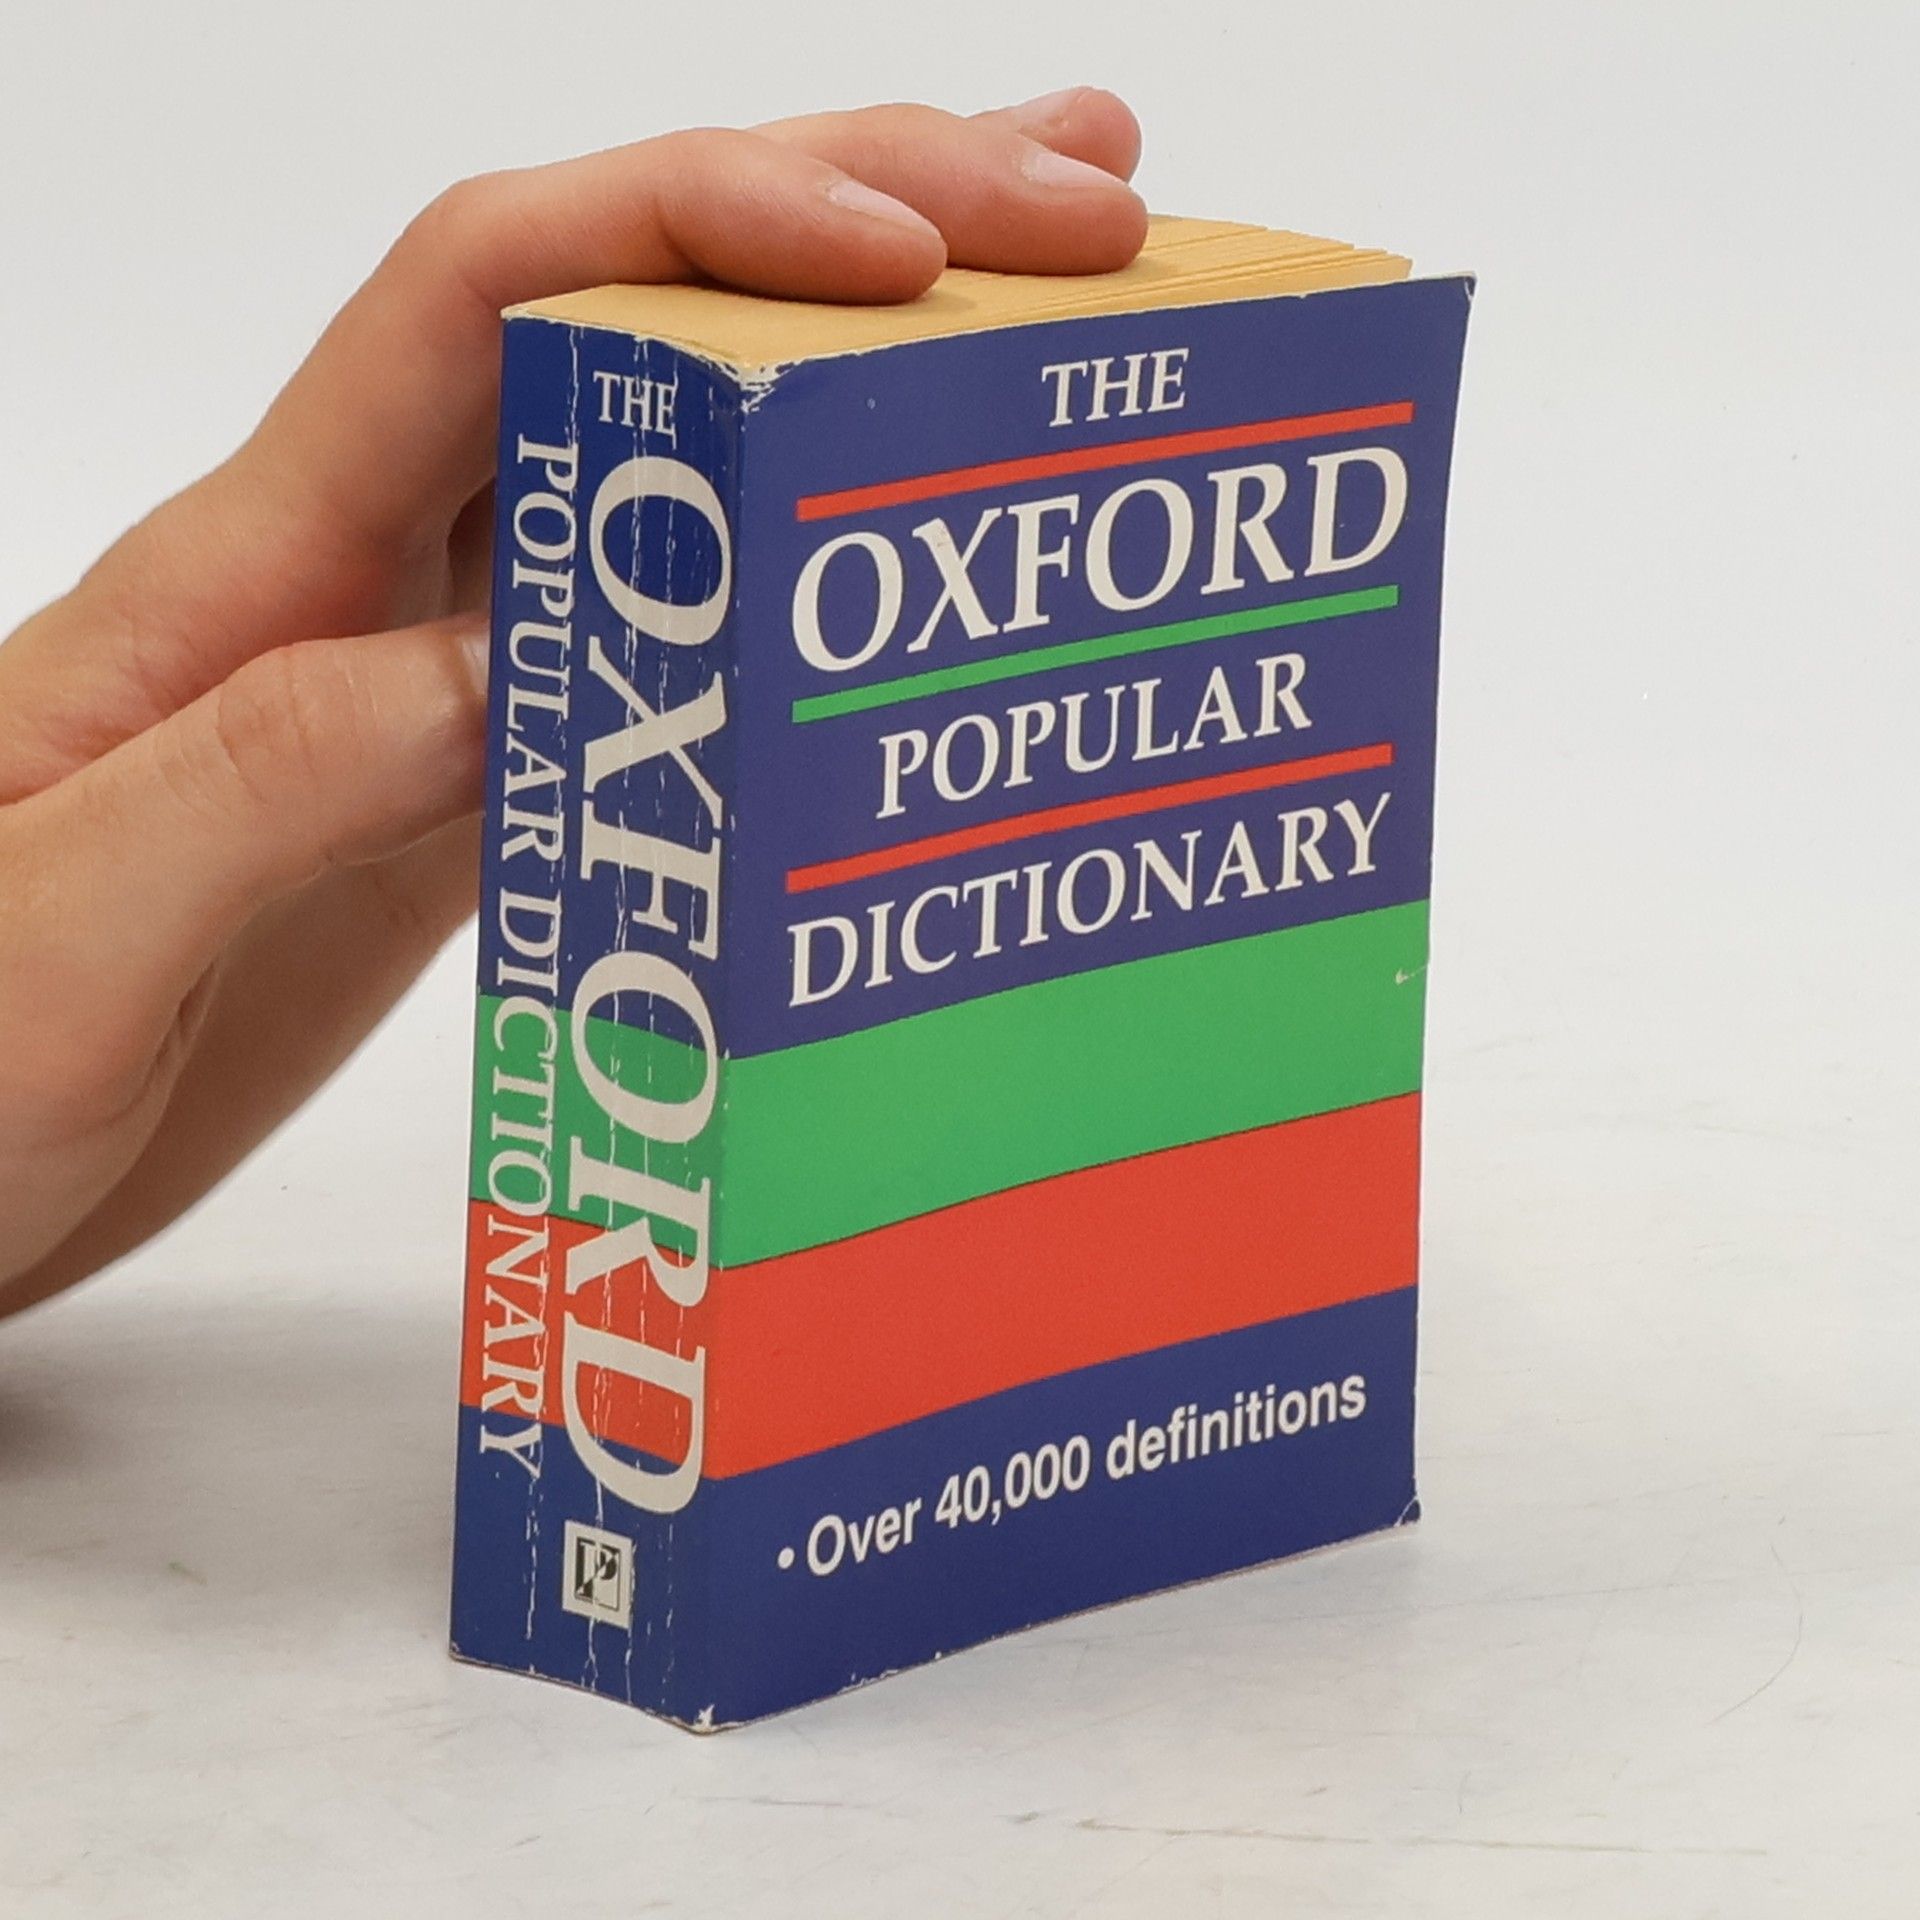 THE
OXFORD
POPULAR DICTIONARY
P
THE
OXFORD
POPULAR
DICTIONARY
• Over 40,000 definitions